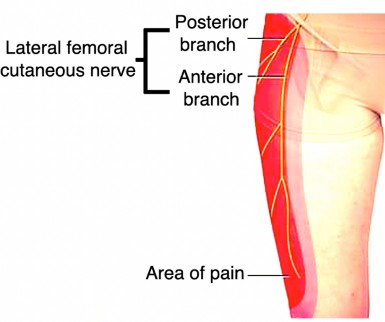 Posterior
branch
Lateral femoral
cutaneous nerve
Anterior
branch
Area of pain